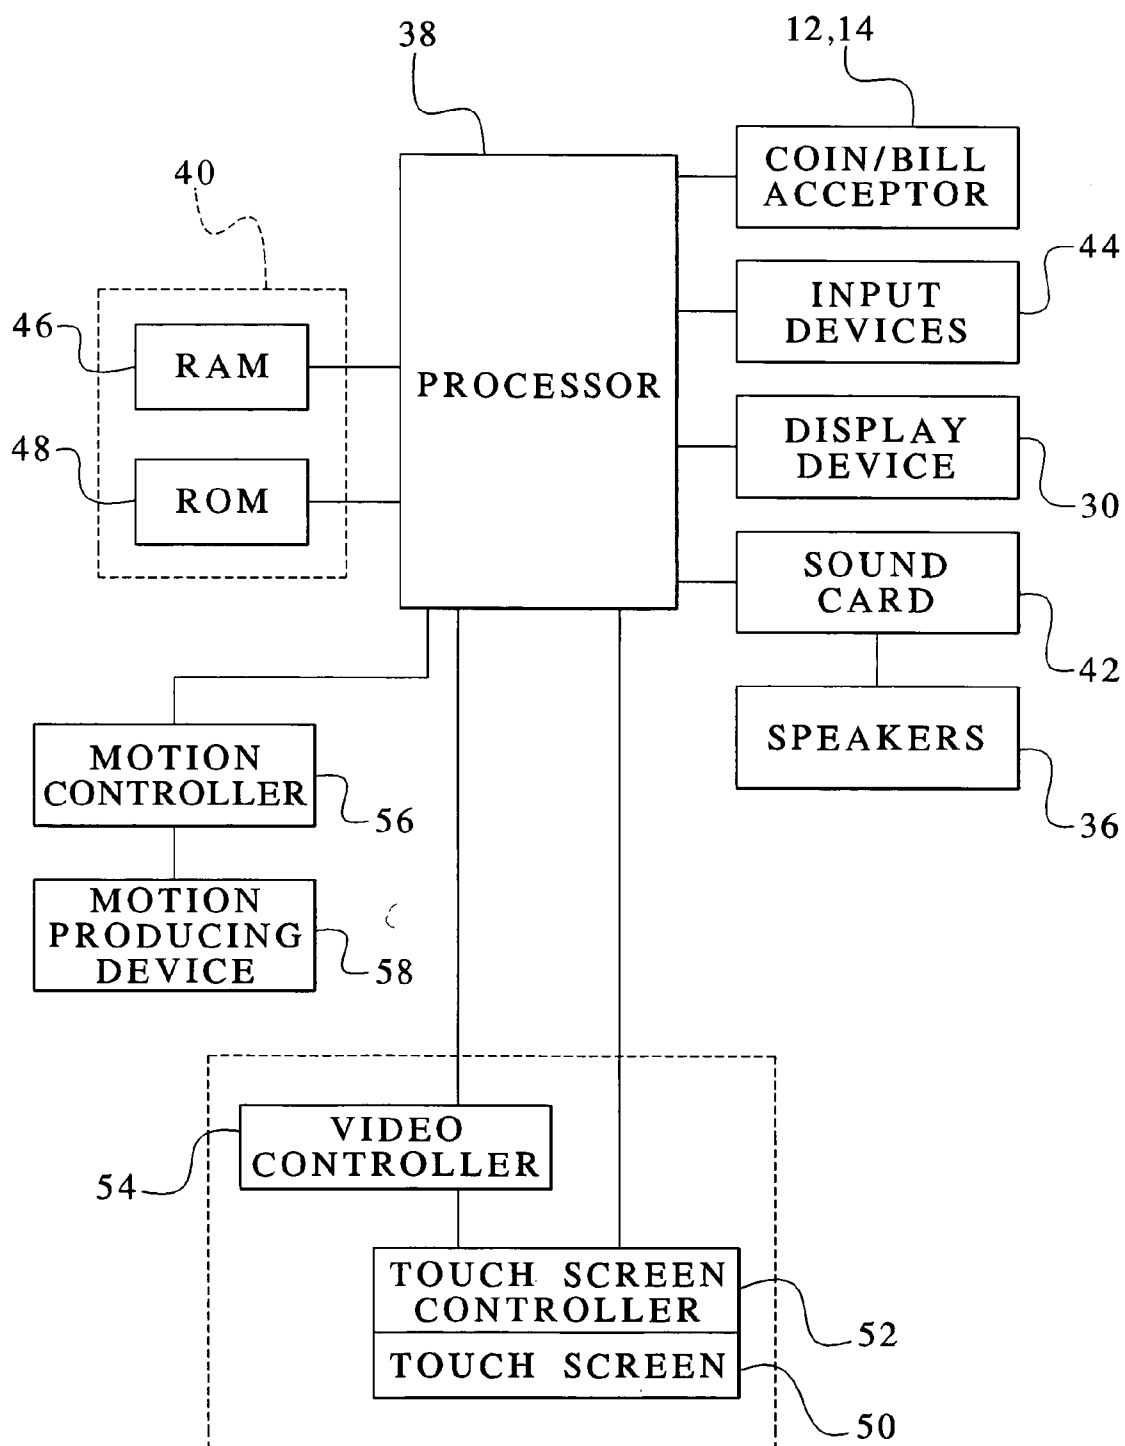 38
12,14
COIN/BILL
ACCEPTOR
40
44
INPUT
DEVICES
46
RAM
PROCESSOR
DISPLAY
DEVICE
48
ROM
30
SOUND
CARD
42
SPEAKERS
MOTION
CONTROLLER
56
36
MOTION
PRODUCING
DEVICE
58
VIDEO
CONTROLLER
54
TOUCH SCREEN
CONTROLLER
52
TOUCH SCREEN
50